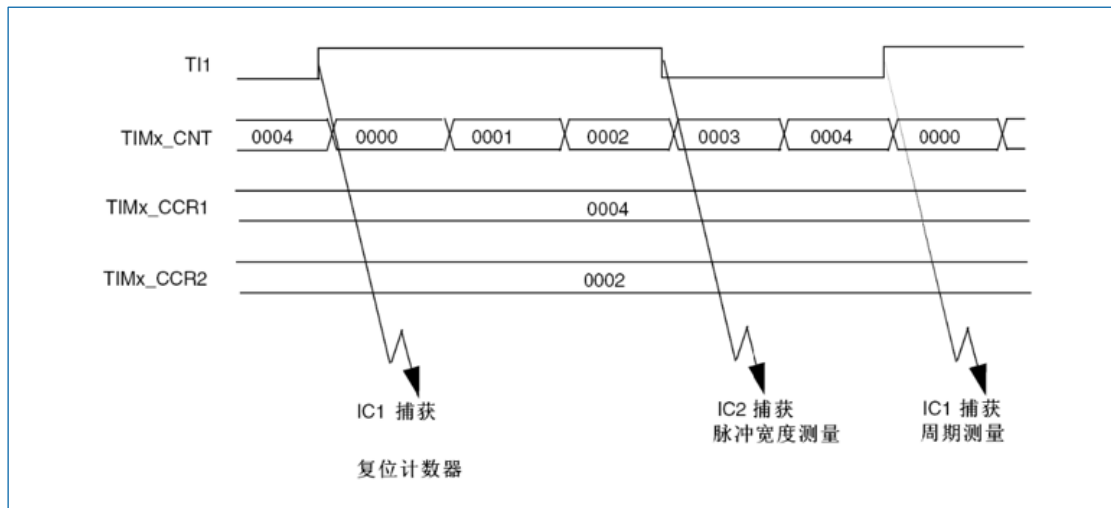 TI1
TIMx_CNT 0004 0000 0001 0002 0003 0004 0000
TIMx_CCR1 0004
TIMx_CCR2 0002
IC1 捕获
复位计数器
IC2 捕获
脉冲宽度测量
IC1 捕获
周期测量